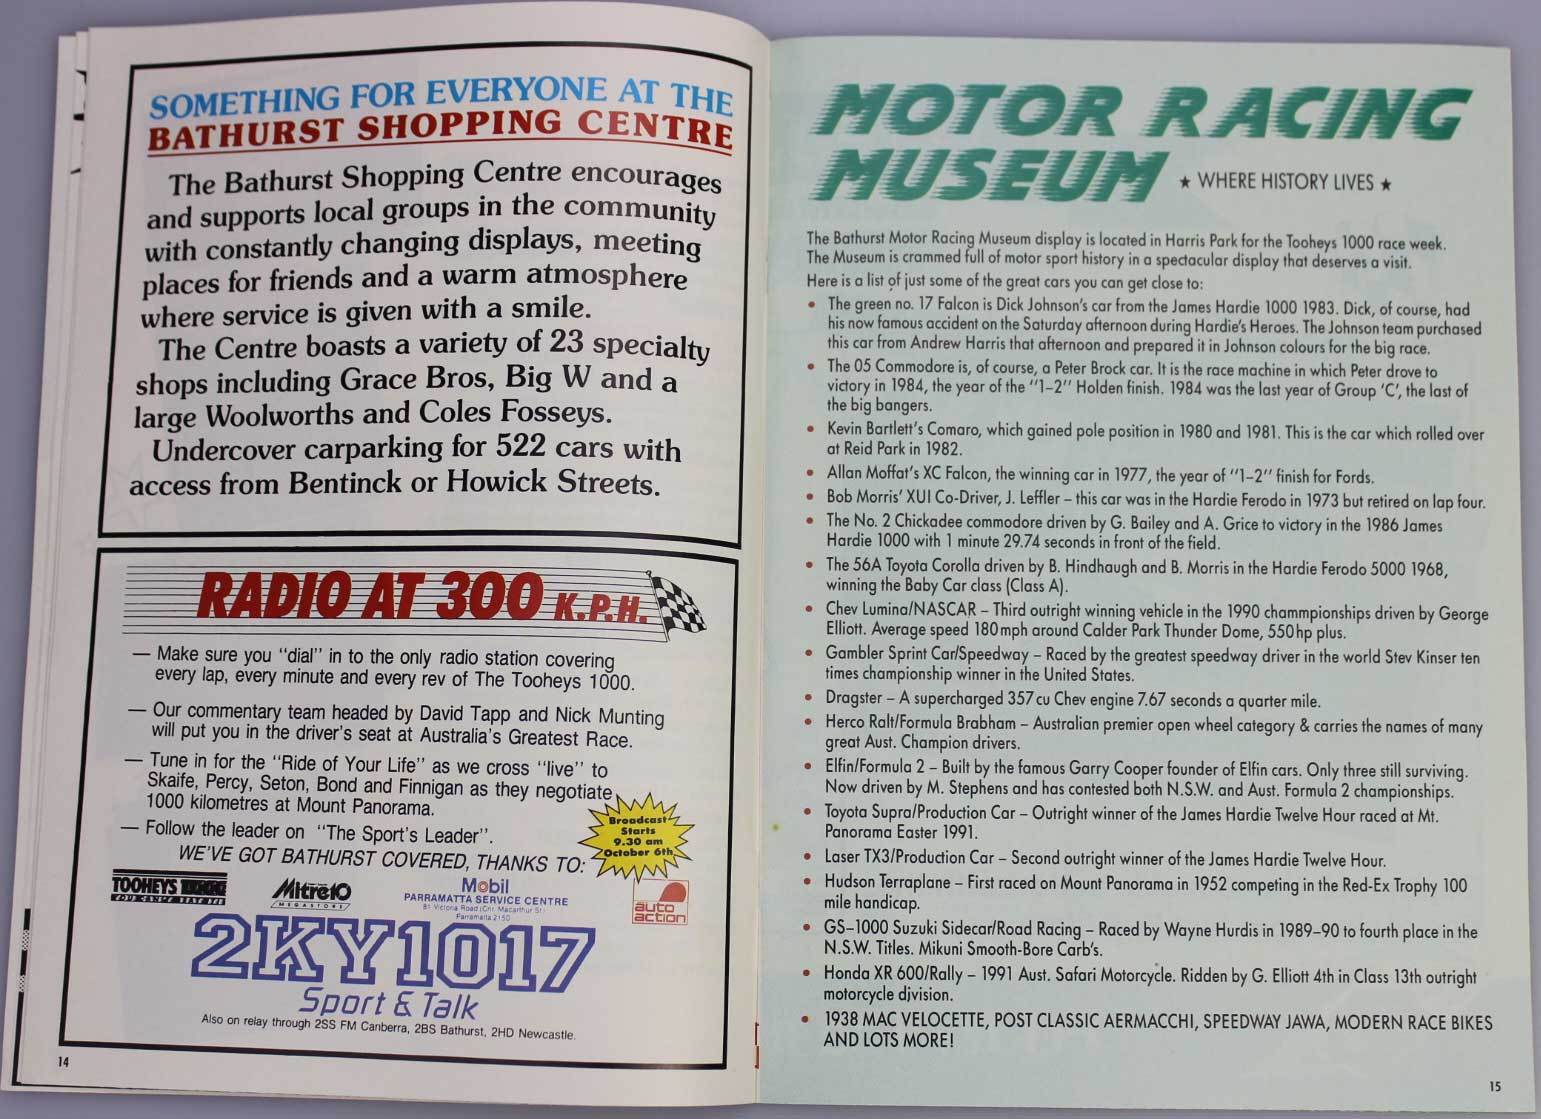 SOMETHING FOR EVERYONE AT THE
BATHURST SHOPPING CENTRE
The Bathurst Shopping Centre encourages
and supports local groups in the community
with constantly changing displays, meeting
places for friends and a warm atmosphere
where service is given with a smile.
The Centre boasts a variety of 23 specialty
shops including Grace Bros, Big W and a
large Woolworths and Coles Fosseys.
Undercover carparking for 522 cars with
access from Bentinck or Howick Streets.
RADIO AT 300 K.P.H.
— Make sure you "dial" in to the only radio station covering
every lap, every minute and every rev of The Tooheys 1000.
— Our commentary team headed by David Tapp and Nick Munting
will put you in the driver's seat at Australia's Greatest Race.
— Tune in for the "Ride of Your Life" as we cross "live" to
Skaife, Percy, Seton, Bond and Finnigan as they negotiate
1000 kilometres at Mount Panorama.
— Follow the leader on "The Sport's Leader".
WE'VE GOT BATHURST COVERED, THANKS TO:
Broadcast
Starts
9.30 am
October 6th
TOOHEYS 1000
Mitre10
MEGASTORES
Mobil
PARRAMATTA SERVICE CENTRE
81 Victoria Road (Cnr. Macarthur St)
Parramatta 2150
auto
action
2KY1017
Sport & Talk
Also on relay through 2SS FM Canberra, 2BS Bathurst, 2HD Newcastle.
14
MOTOR RACING
MUSEUM ★ WHERE HISTORY LIVES ★
The Bathurst Motor Racing Museum display is located in Harris Park for the Tooheys 1000 race week.
The Museum is crammed full of motor sport history in a spectacular display that deserves a visit.
Here is a list of just some of the great cars you can get close to:
• The green no. 17 Falcon is Dick Johnson's car from the James Hardie 1000 1983. Dick, of course, had
his now famous accident on the Saturday afternoon during Hardie's Heroes. The Johnson team purchased
this car from Andrew Harris that afternoon and prepared it in Johnson colours for the big race.
• The 05 Commodore is, of course, a Peter Brock car. It is the race machine in which Peter drove to
victory in 1984, the year of the "1–2" Holden finish. 1984 was the last year of Group 'C', the last of
the big bangers.
• Kevin Bartlett's Comaro, which gained pole position in 1980 and 1981. This is the car which rolled over
at Reid Park in 1982.
• Allan Moffat's XC Falcon, the winning car in 1977, the year of "1–2" finish for Fords.
• Bob Morris' XUI Co-Driver, J. Leffler – this car was in the Hardie Ferodo in 1973 but retired on lap four.
• The No. 2 Chickadee commodore driven by G. Bailey and A. Grice to victory in the 1986 James
Hardie 1000 with 1 minute 29.74 seconds in front of the field.
• The 56A Toyota Corolla driven by B. Hindhaugh and B. Morris in the Hardie Ferodo 5000 1968,
winning the Baby Car class (Class A).
• Chev Lumina/NASCAR – Third outright winning vehicle in the 1990 chammpionships driven by George
Elliott. Average speed 180mph around Calder Park Thunder Dome, 550hp plus.
• Gambler Sprint Car/Speedway – Raced by the greatest speedway driver in the world Stev Kinser ten
times championship winner in the United States.
• Dragster – A supercharged 357 cu Chev engine 7.67 seconds a quarter mile.
• Herco Ralt/Formula Brabham – Australian premier open wheel category & carries the names of many
great Aust. Champion drivers.
• Elfin/Formula 2 – Built by the famous Garry Cooper founder of Elfin cars. Only three still surviving.
Now driven by M. Stephens and has contested both N.S.W. and Aust. Formula 2 championships.
• Toyota Supra/Production Car – Outright winner of the James Hardie Twelve Hour raced at Mt.
Panorama Easter 1991.
• Laser TX3/Production Car – Second outright winner of the James Hardie Twelve Hour.
• Hudson Terraplane – First raced on Mount Panorama in 1952 competing in the Red-Ex Trophy 100
mile handicap.
• GS–1000 Suzuki Sidecar/Road Racing – Raced by Wayne Hurdis in 1989–90 to fourth place in the
N.S.W. Titles. Mikuni Smooth-Bore Carb's.
• Honda XR 600/Rally – 1991 Aust. Safari Motorcycle. Ridden by G. Elliott 4th in Class 13th outright
motorcycle division.
• 1938 MAC VELOCETTE, POST CLASSIC AERMACCHI, SPEEDWAY JAWA, MODERN RACE BIKES
AND LOTS MORE!
15